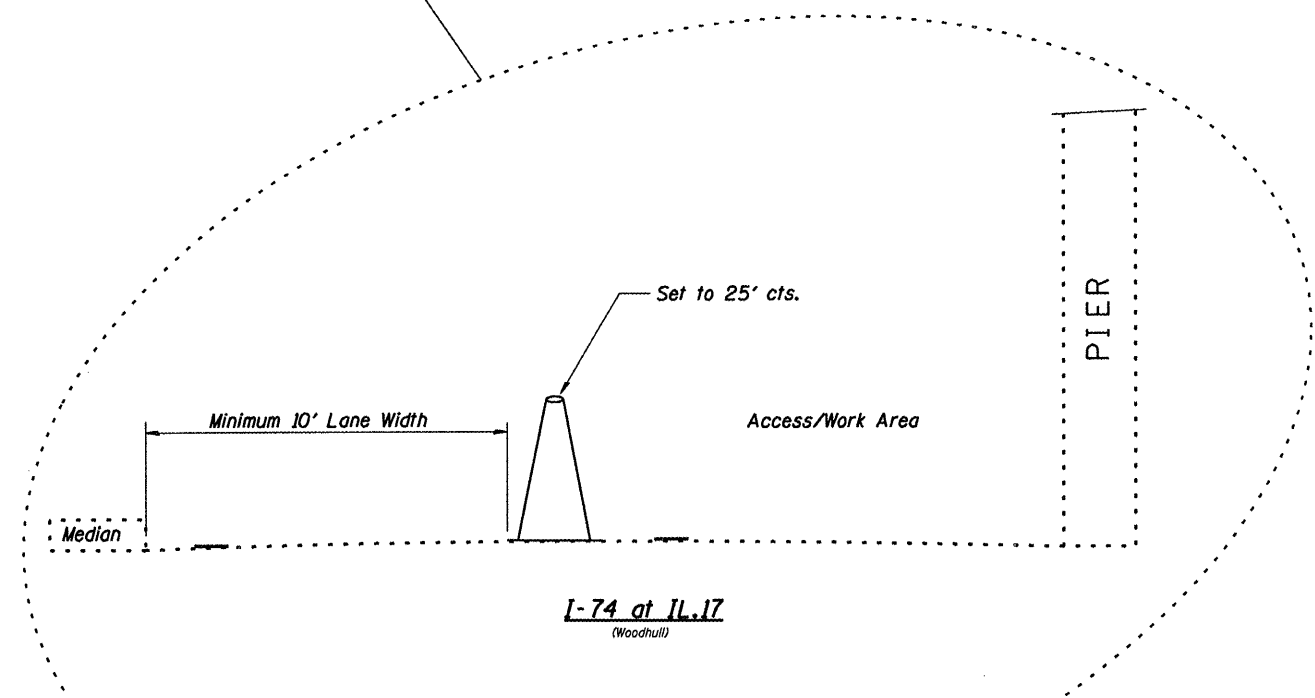 Set to 25' cts.
PIER
Minimum 10' Lane Width
Access/Work Area
Median
I-74 at IL.17
(Woodhull)